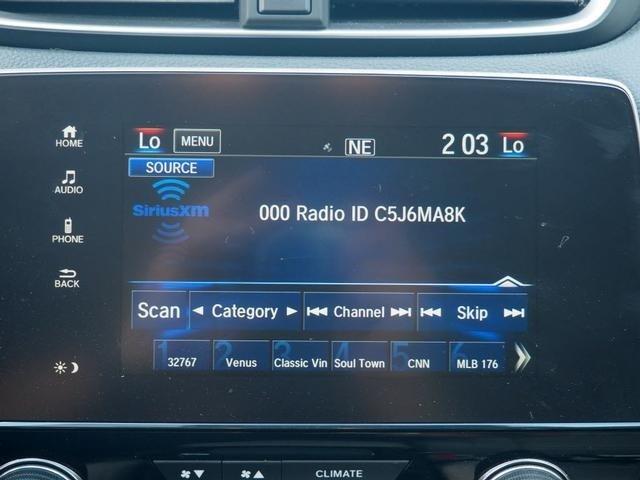 HOME
AUDIO
PHONE
BACK
Lo MENU NE 2 03 Lo
SOURCE
SiriusXM
000 Radio ID C5J6MA8K
Scan Category Channel Skip
1 2 3 4 5 6
32767 Venus Classic Vin Soul Town CNN MLB 176
CLIMATE